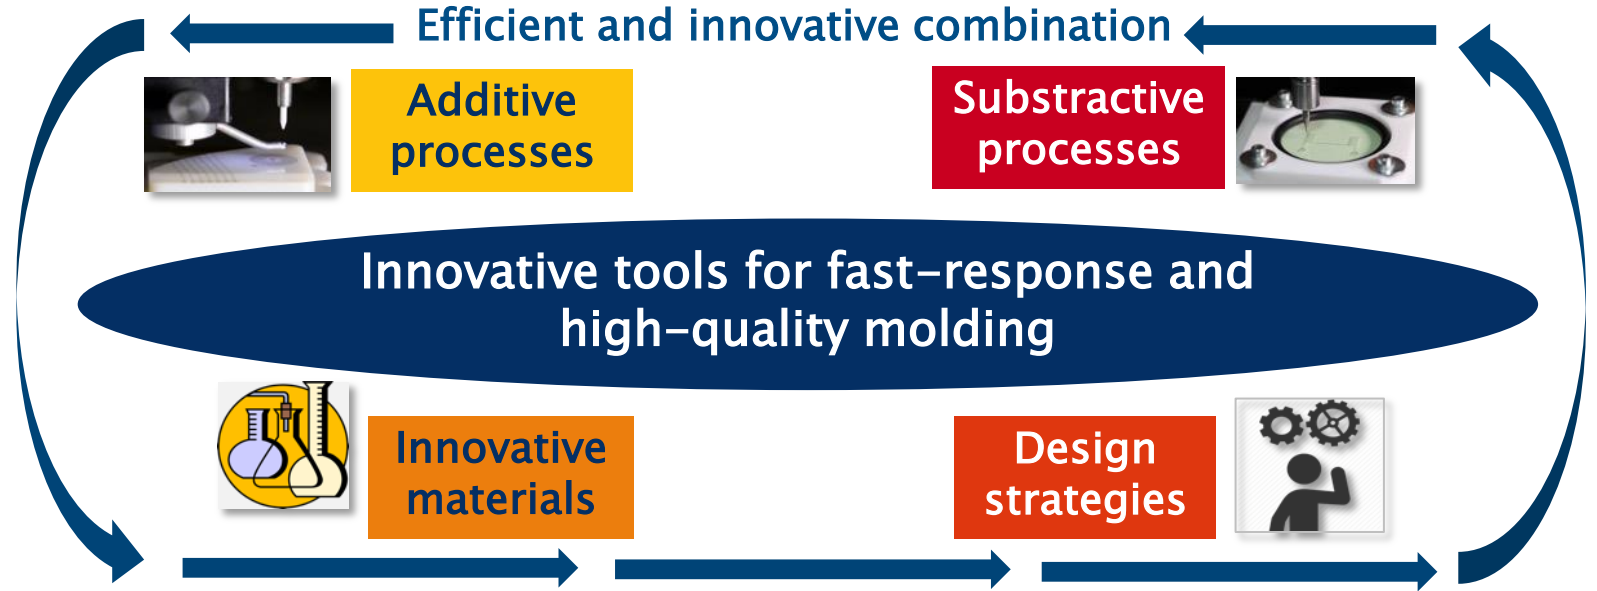 Efficient and innovative combination
Additive
processes
Substractive
processes
Innovative tools for fast-response and
high-quality molding
Innovative
materials
Design
strategies